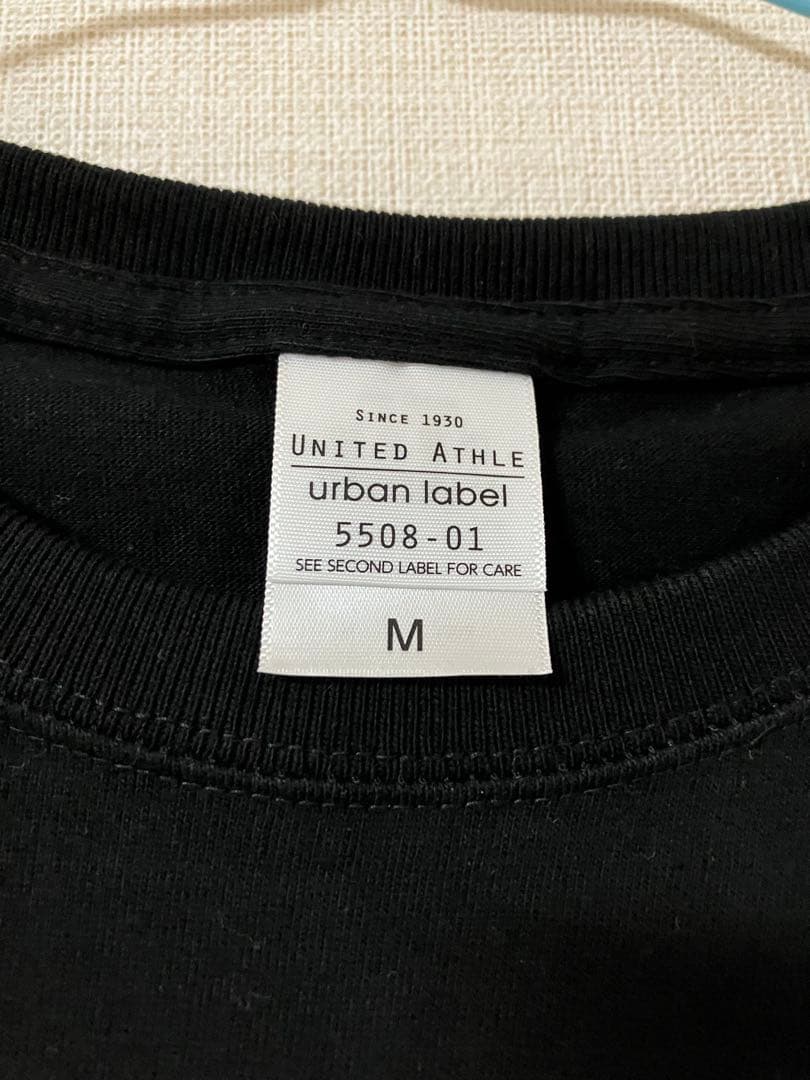 SINCE 1930
UNITED ATHLE
urban label
5508-01
SEE SECOND LABEL FOR CARE
M